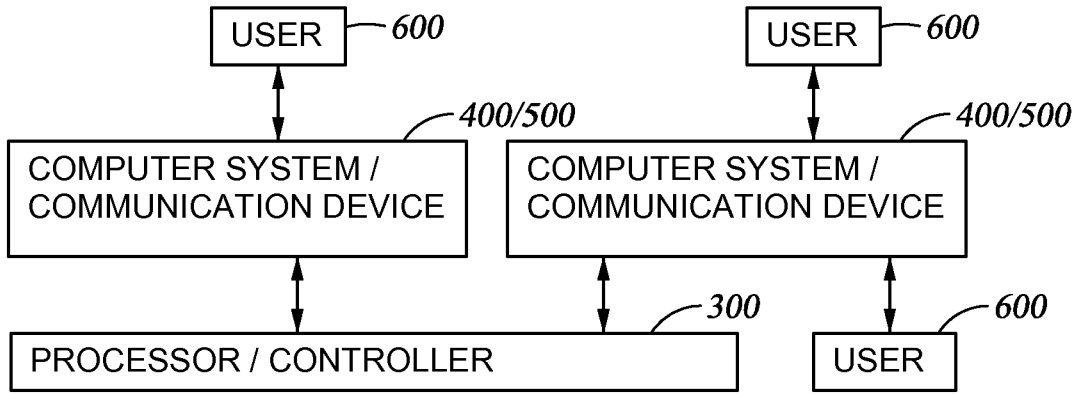 USER 600
USER 600
400/500
400/500
COMPUTER SYSTEM /
COMMUNICATION DEVICE
COMPUTER SYSTEM /
COMMUNICATION DEVICE
300
600
PROCESSOR / CONTROLLER
USER